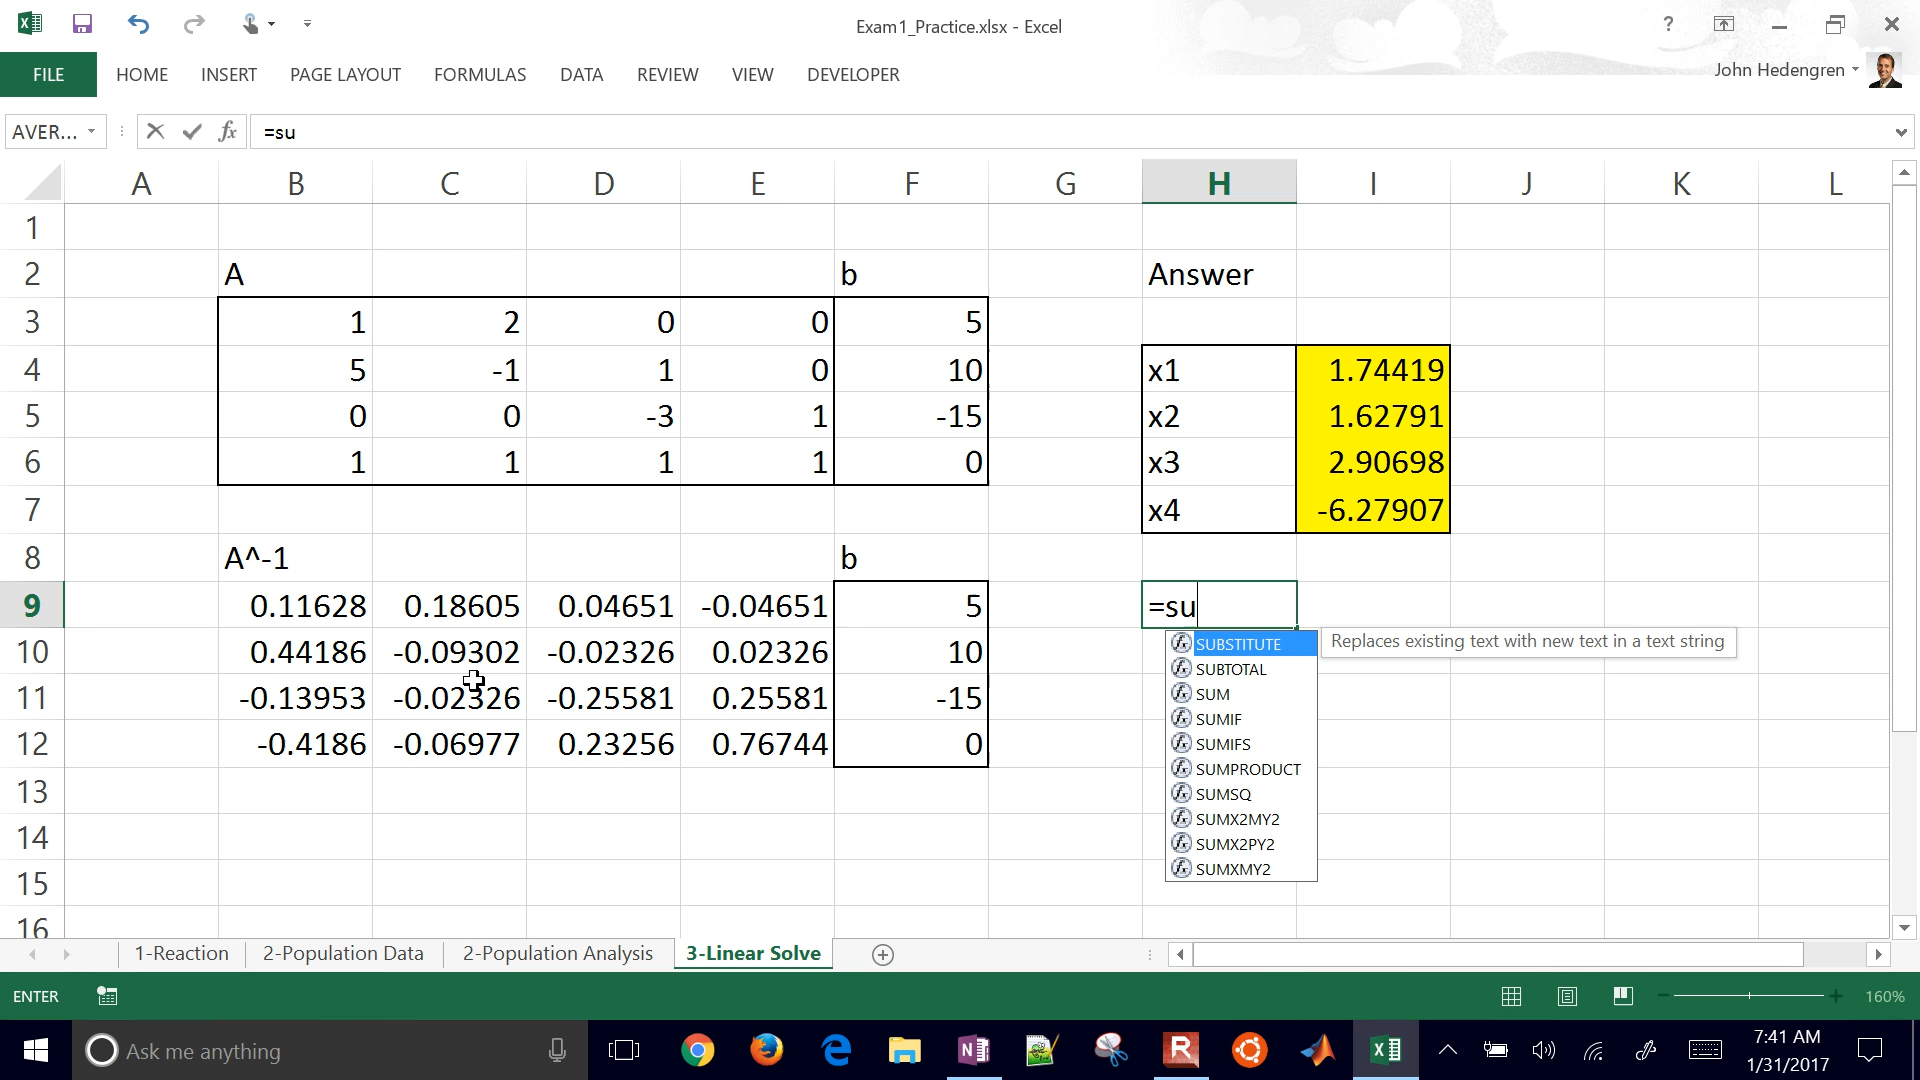 Exam1_Practice.xlsx - Excel
?
FILE HOME INSERT PAGE LAYOUT FORMULAS DATA REVIEW VIEW DEVELOPER
John Hedengren
AVER... fx =su
A B C D E F G H I J K L
1
2 A b Answer
3 1 2 0 0 5
4 5 -1 1 0 10 x1 1.74419
5 0 0 -3 1 -15 x2 1.62791
6 1 1 1 1 0 x3 2.90698
7 x4 -6.27907
8 A^-1 b
9 0.11628 0.18605 0.04651 -0.04651 5 =su
10 0.44186 -0.09302 -0.02326 0.02326 10
11 -0.13953 -0.02326 -0.25581 0.25581 -15
12 -0.4186 -0.06977 0.23256 0.76744 0
13
14
15
16
SUBSTITUTE Replaces existing text with new text in a text string
SUBTOTAL
SUM
SUMIF
SUMIFS
SUMPRODUCT
SUMSQ
SUMX2MY2
SUMX2PY2
SUMXMY2
1-Reaction 2-Population Data 2-Population Analysis 3-Linear Solve
ENTER 160%
Ask me anything
7:41 AM
1/31/2017